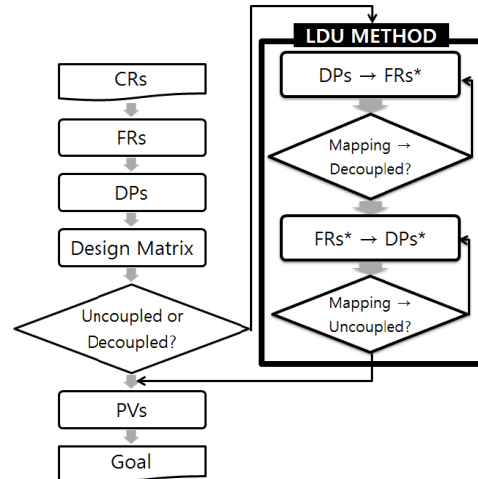 CRs
FRs
DPs
Design Matrix
Uncoupled or
Decoupled?
PVs
Goal
LDU METHOD
DPs → FRs*
Mapping →
Decoupled?
FRs* → DPs*
Mapping →
Uncoupled?